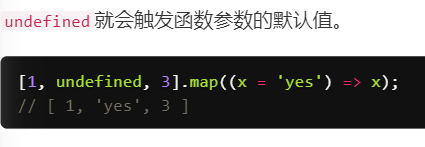 undefined 就会触发函数参数的默认值。
[1, undefined, 3].map((x = 'yes') => x);
// [ 1, 'yes', 3 ]